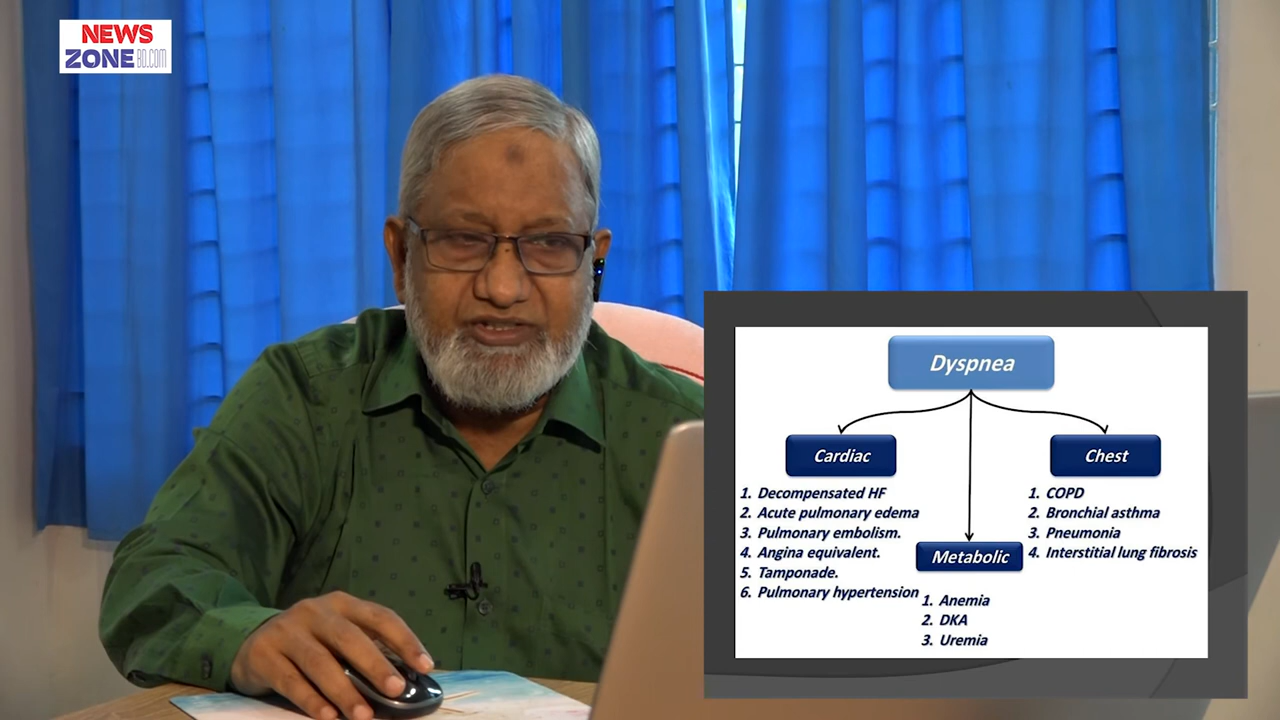 NEWS
ZONE BD.COM
Dyspnea
Cardiac
1. Decompensated HF
2. Acute pulmonary edema
3. Pulmonary embolism.
4. Angina equivalent.
5. Tamponade.
6. Pulmonary hypertension
Metabolic
1. Anemia
2. DKA
3. Uremia
Chest
1. COPD
2. Bronchial asthma
3. Pneumonia
4. Interstitial lung fibrosis